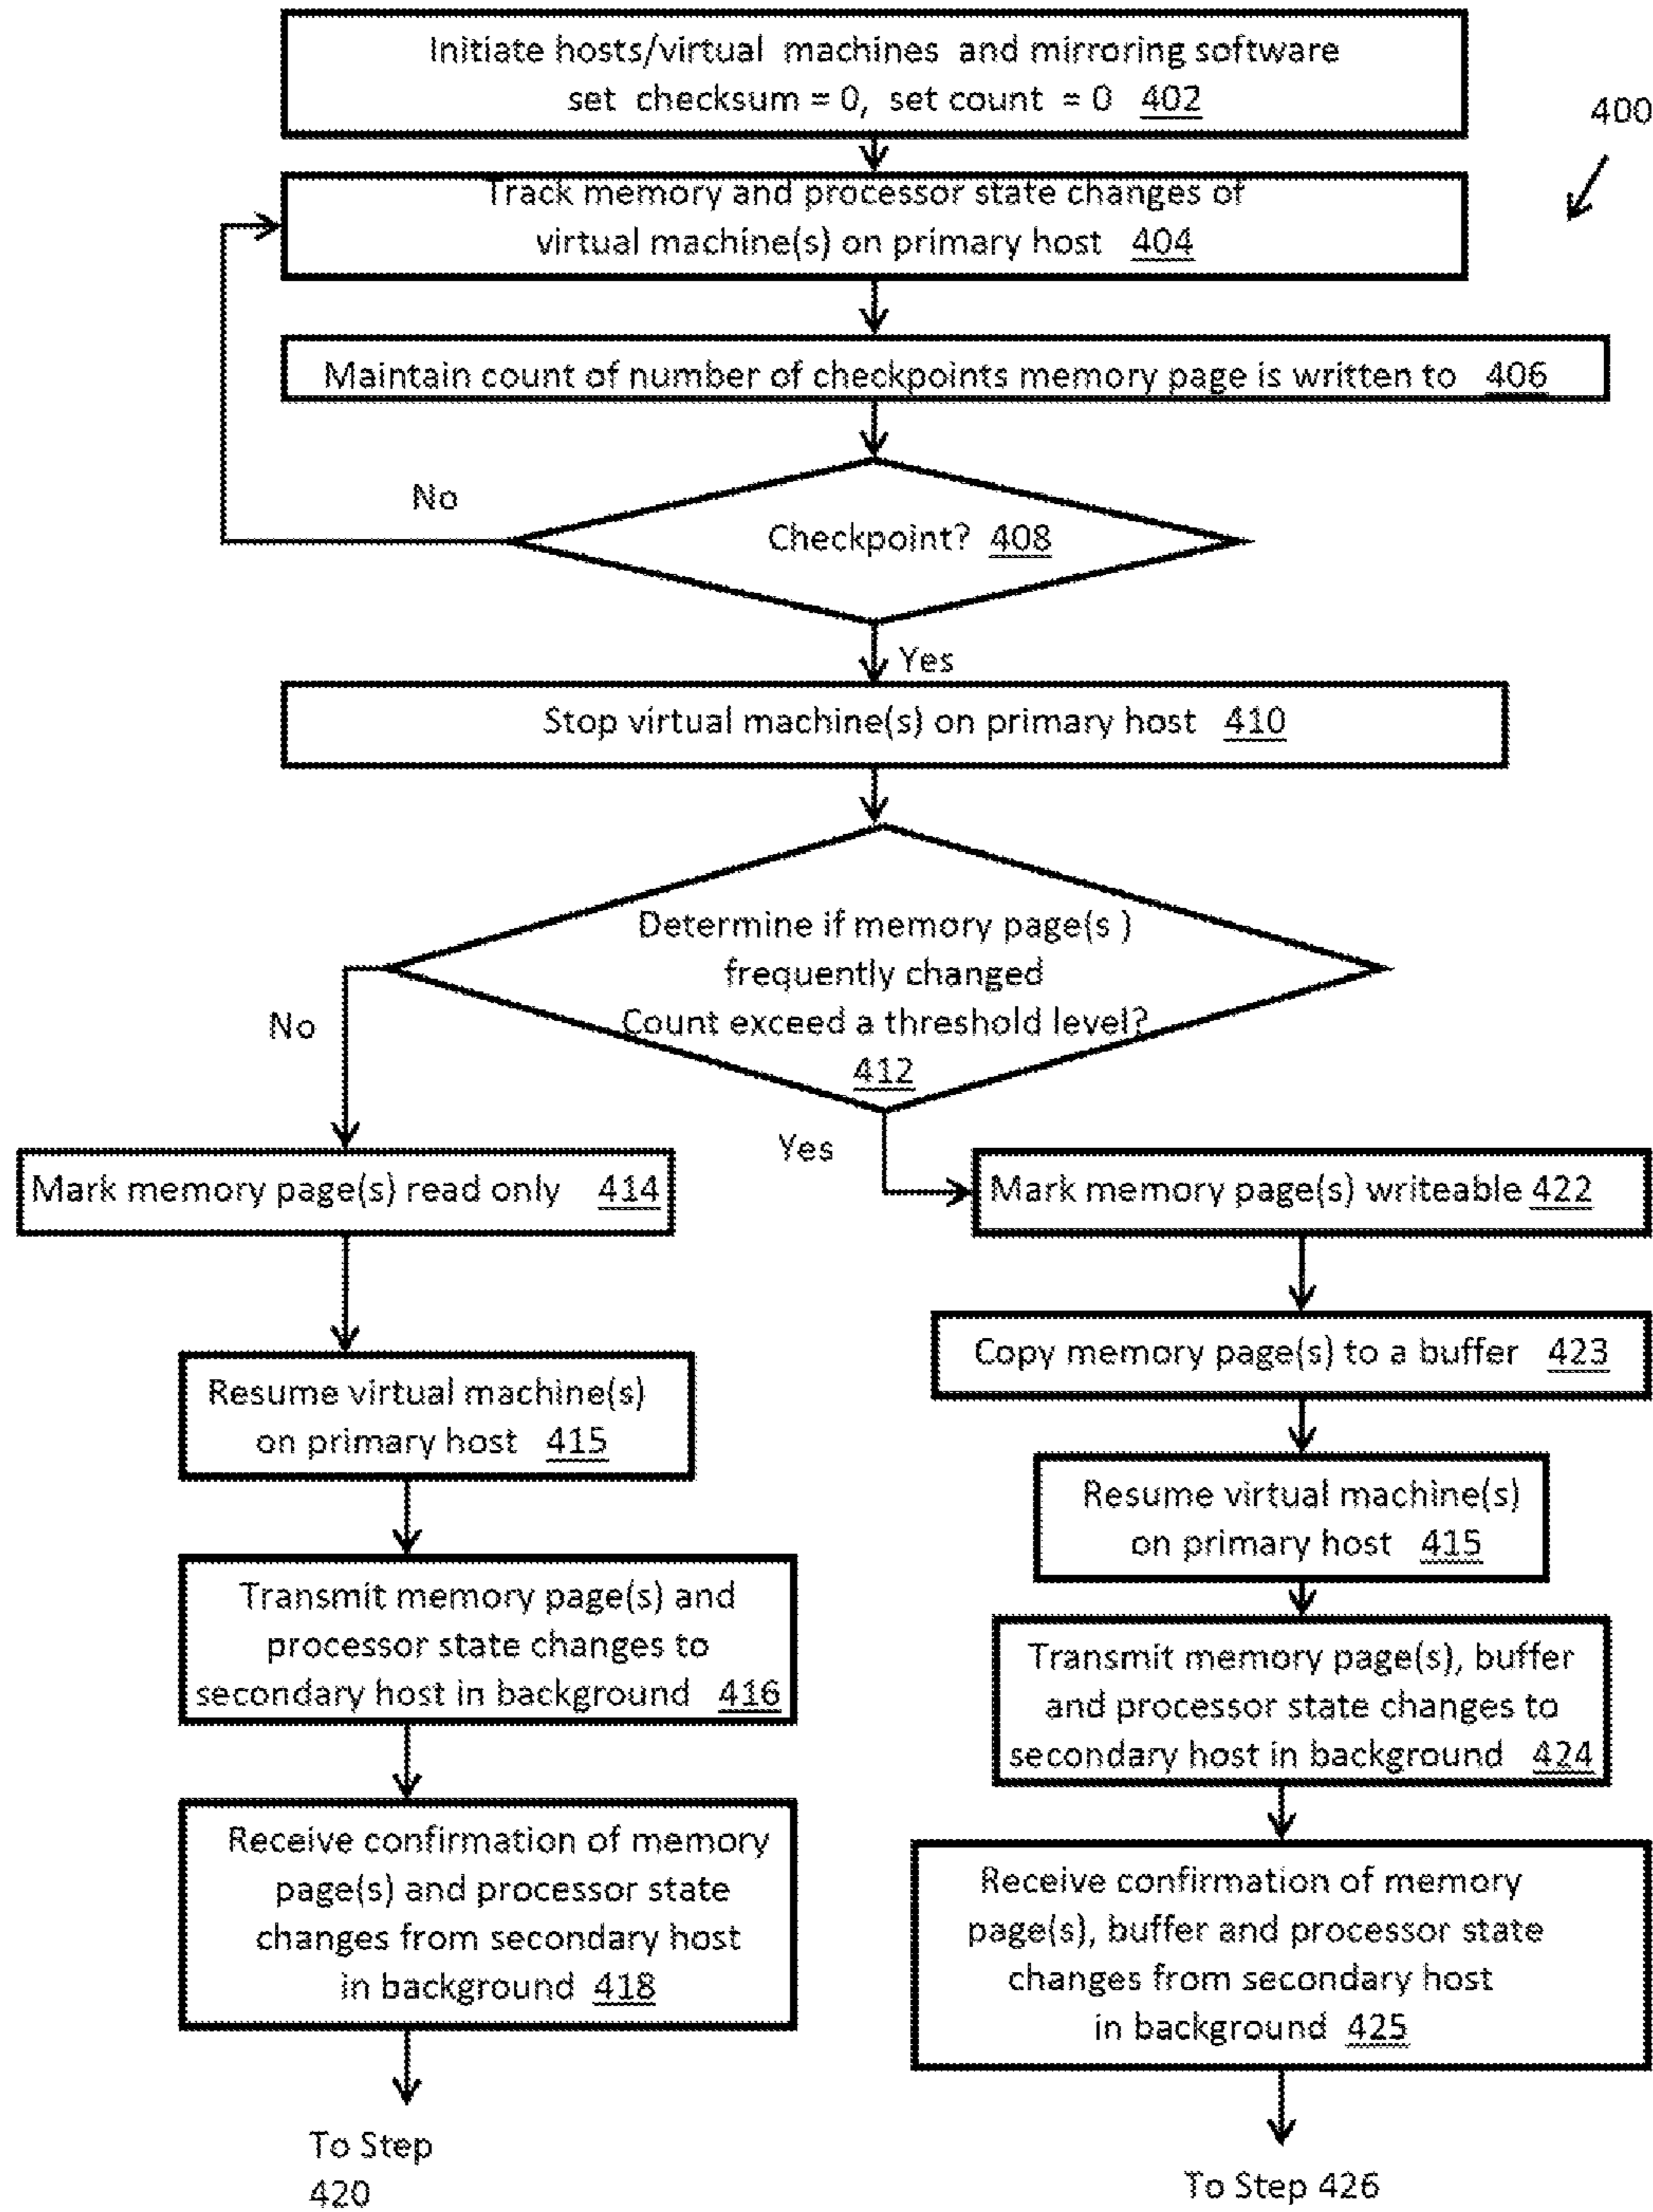 Initiate hosts/virtual machines and mirroring software
set checksum = 0, set count = 0 402
400
Track memory and processor state changes of
virtual machine(s) on primary host 404
Maintain count of number of checkpoints memory page is written to 406
No
Checkpoint? 408
Yes
Stop virtual machine(s) on primary host 410
Determine if memory page(s )
frequently changed
Count exceed a threshold level?
412
No
Yes
Mark memory page(s) read only 414
Resume virtual machine(s)
on primary host 415
Transmit memory page(s) and
processor state changes to
secondary host in background 416
Receive confirmation of memory
page(s) and processor state
changes from secondary host
in background 418
To Step
420
Mark memory page(s) writeable 422
Copy memory page(s) to a buffer 423
Resume virtual machine(s)
on primary host 415
Transmit memory page(s), buffer
and processor state changes to
secondary host in background 424
Receive confirmation of memory
page(s), buffer and processor state
changes from secondary host
in background 425
To Step 426